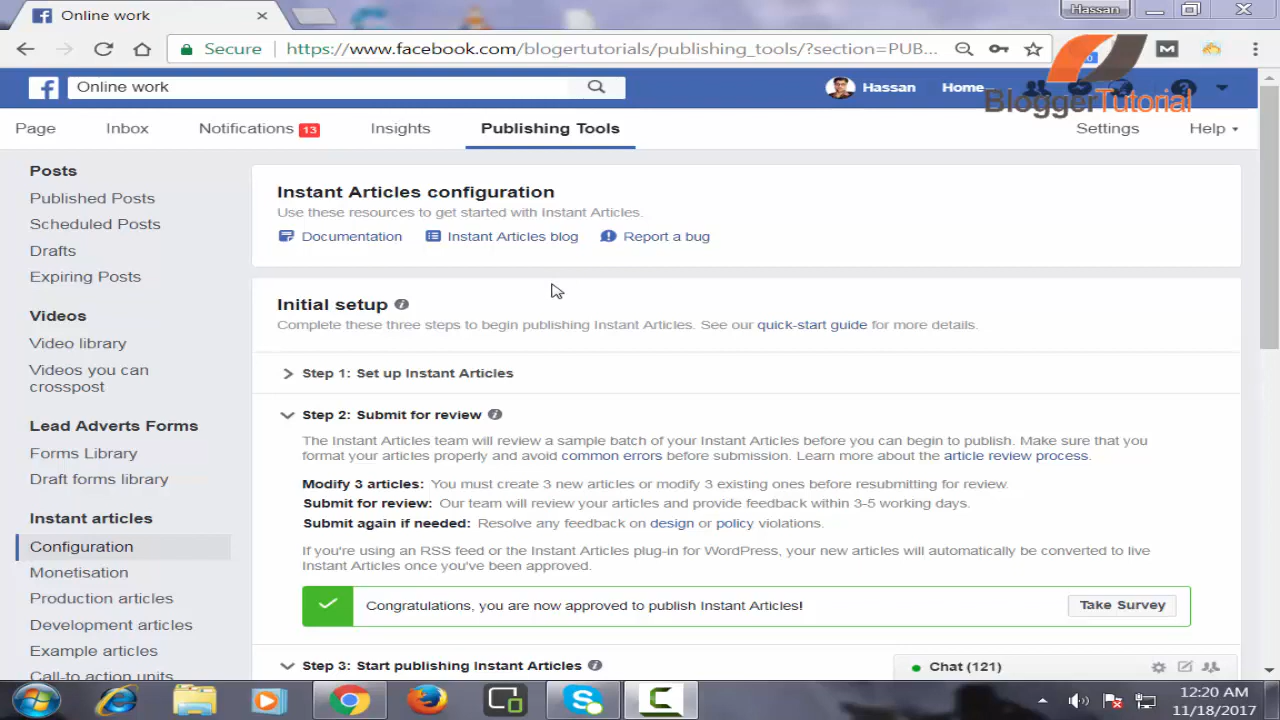 Online work
Hassan
Secure
https://www.facebook.com/blogertutorials/publishing_tools/?section=PUB...
Online work
Hassan
Home
BloggerTutorial
Page
Inbox
Notifications 13
Insights
Publishing Tools
Settings
Help
Posts
Published Posts
Scheduled Posts
Drafts
Expiring Posts
Videos
Video library
Videos you can
crosspost
Lead Adverts Forms
Forms Library
Draft forms library
Instant articles
Configuration
Monetisation
Production articles
Development articles
Example articles
Call-to action units
Instant Articles configuration
Use these resources to get started with Instant Articles.
Documentation
Instant Articles blog
Report a bug
Initial setup
Complete these three steps to begin publishing Instant Articles. See our quick-start guide for more details.
Step 1: Set up Instant Articles
Step 2: Submit for review
The Instant Articles team will review a sample batch of your Instant Articles before you can begin to publish. Make sure that you
format your articles properly and avoid common errors before submission. Learn more about the article review process.
Modify 3 articles: You must create 3 new articles or modify 3 existing ones before resubmitting for review.
Submit for review: Our team will review your articles and provide feedback within 3-5 working days.
Submit again if needed: Resolve any feedback on design or policy violations.
If you're using an RSS feed or the Instant Articles plug-in for WordPress, your new articles will automatically be converted to live
Instant Articles once you've been approved.
Congratulations, you are now approved to publish Instant Articles!
Take Survey
Step 3: Start publishing Instant Articles
Chat (121)
12:20 AM
11/18/2017